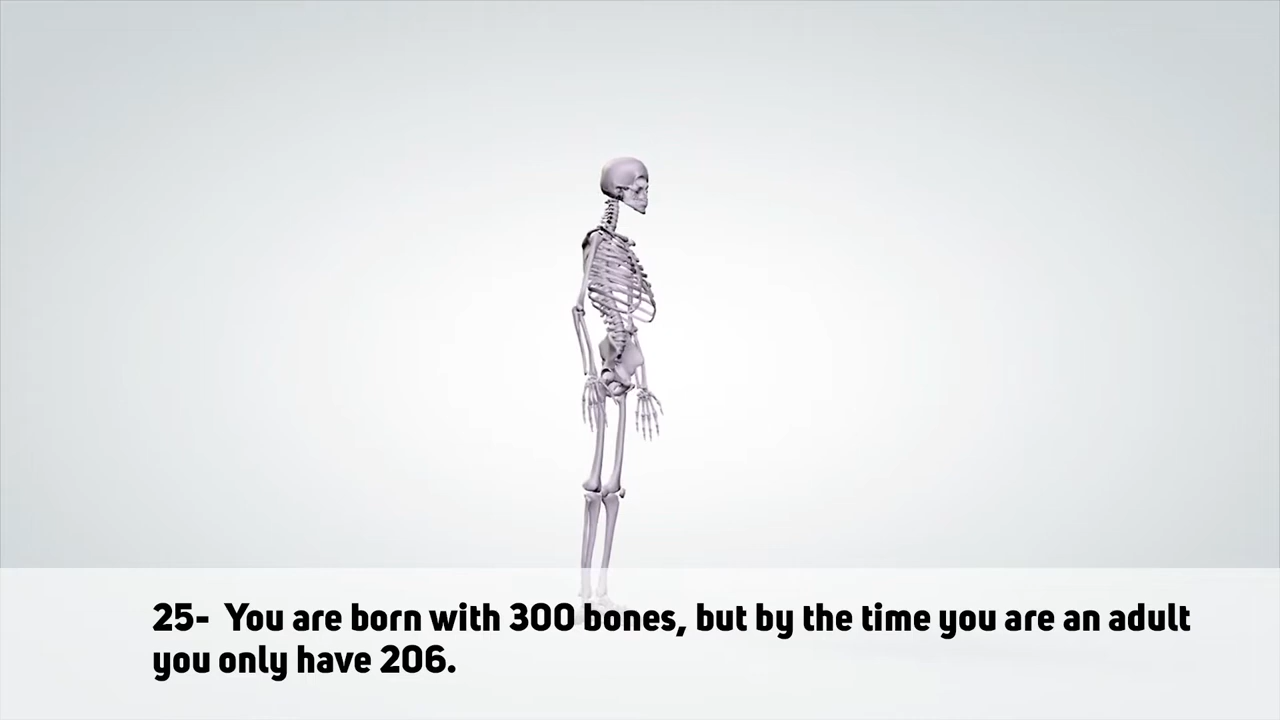 25-  You are born with 300 bones, but by the time you are an adult
you only have 206.